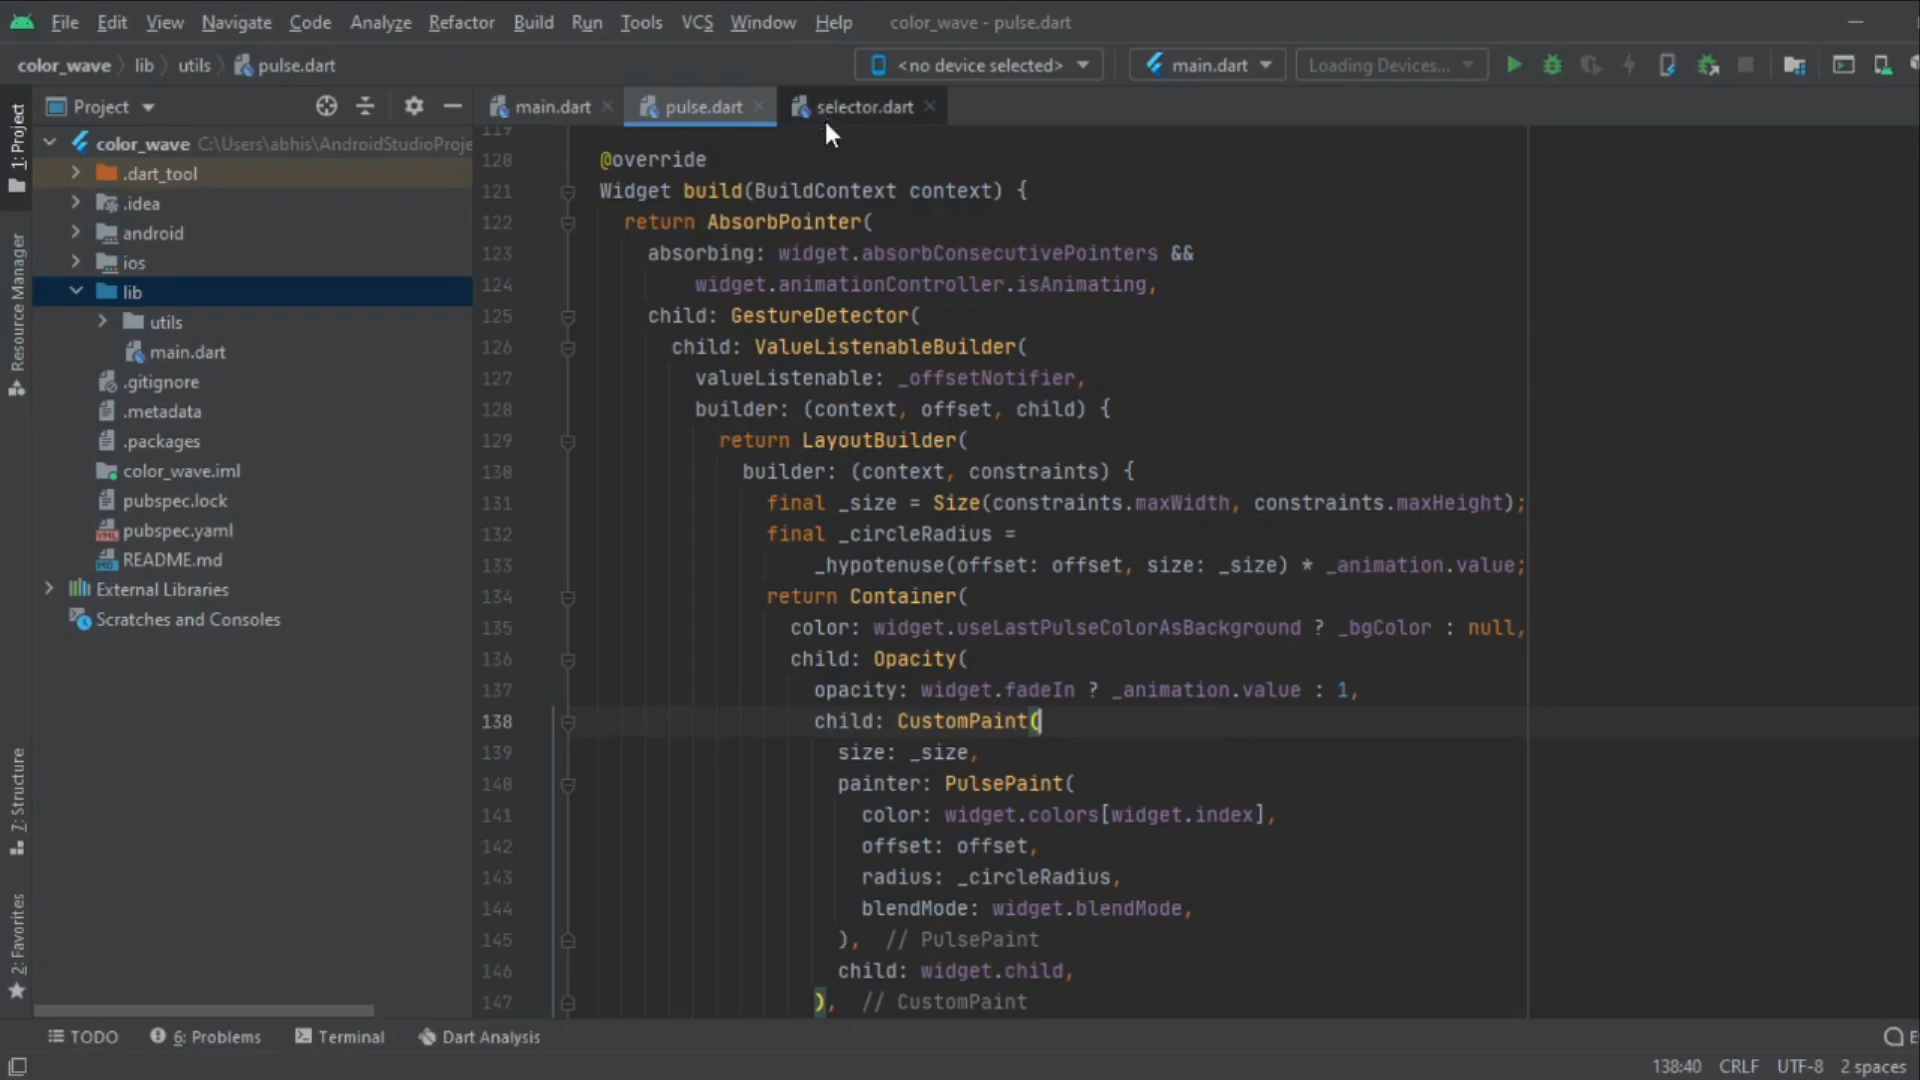 File Edit View Navigate Code Analyze Refactor Build Run Tools VCS Window Help color_wave - pulse.dart
color_wave lib utils pulse.dart <no device selected> main.dart Loading Devices...
Project main.dart pulse.dart selector.dart
1: Project
Resource Manager
7: Structure
2: Favorites
color_wave C:\Users\abhis\AndroidStudioProje
.dart_tool
.idea
android
ios
lib
utils
main.dart
.gitignore
.metadata
.packages
color_wave.iml
pubspec.lock
pubspec.yaml
README.md
External Libraries
Scratches and Consoles
119
120 @override
121 Widget build(BuildContext context) {
122 return AbsorbPointer(
123 absorbing: widget.absorbConsecutivePointers &&
124 widget.animationController.isAnimating,
125 child: GestureDetector(
126 child: ValueListenableBuilder(
127 valueListenable: _offsetNotifier,
128 builder: (context, offset, child) {
129 return LayoutBuilder(
130 builder: (context, constraints) {
131 final _size = Size(constraints.maxWidth, constraints.maxHeight);
132 final _circleRadius =
133 _hypotenuse(offset: offset, size: _size) * _animation.value;
134 return Container(
135 color: widget.useLastPulseColorAsBackground ? _bgColor : null,
136 child: Opacity(
137 opacity: widget.fadeIn ? _animation.value : 1,
138 child: CustomPaint(
139 size: _size,
140 painter: PulsePaint(
141 color: widget.colors[widget.index],
142 offset: offset,
143 radius: _circleRadius,
144 blendMode: widget.blendMode,
145 ), // PulsePaint
146 child: widget.child,
147 ), // CustomPaint
TODO 6: Problems Terminal Dart Analysis
138:40 CRLF UTF-8 2 spaces